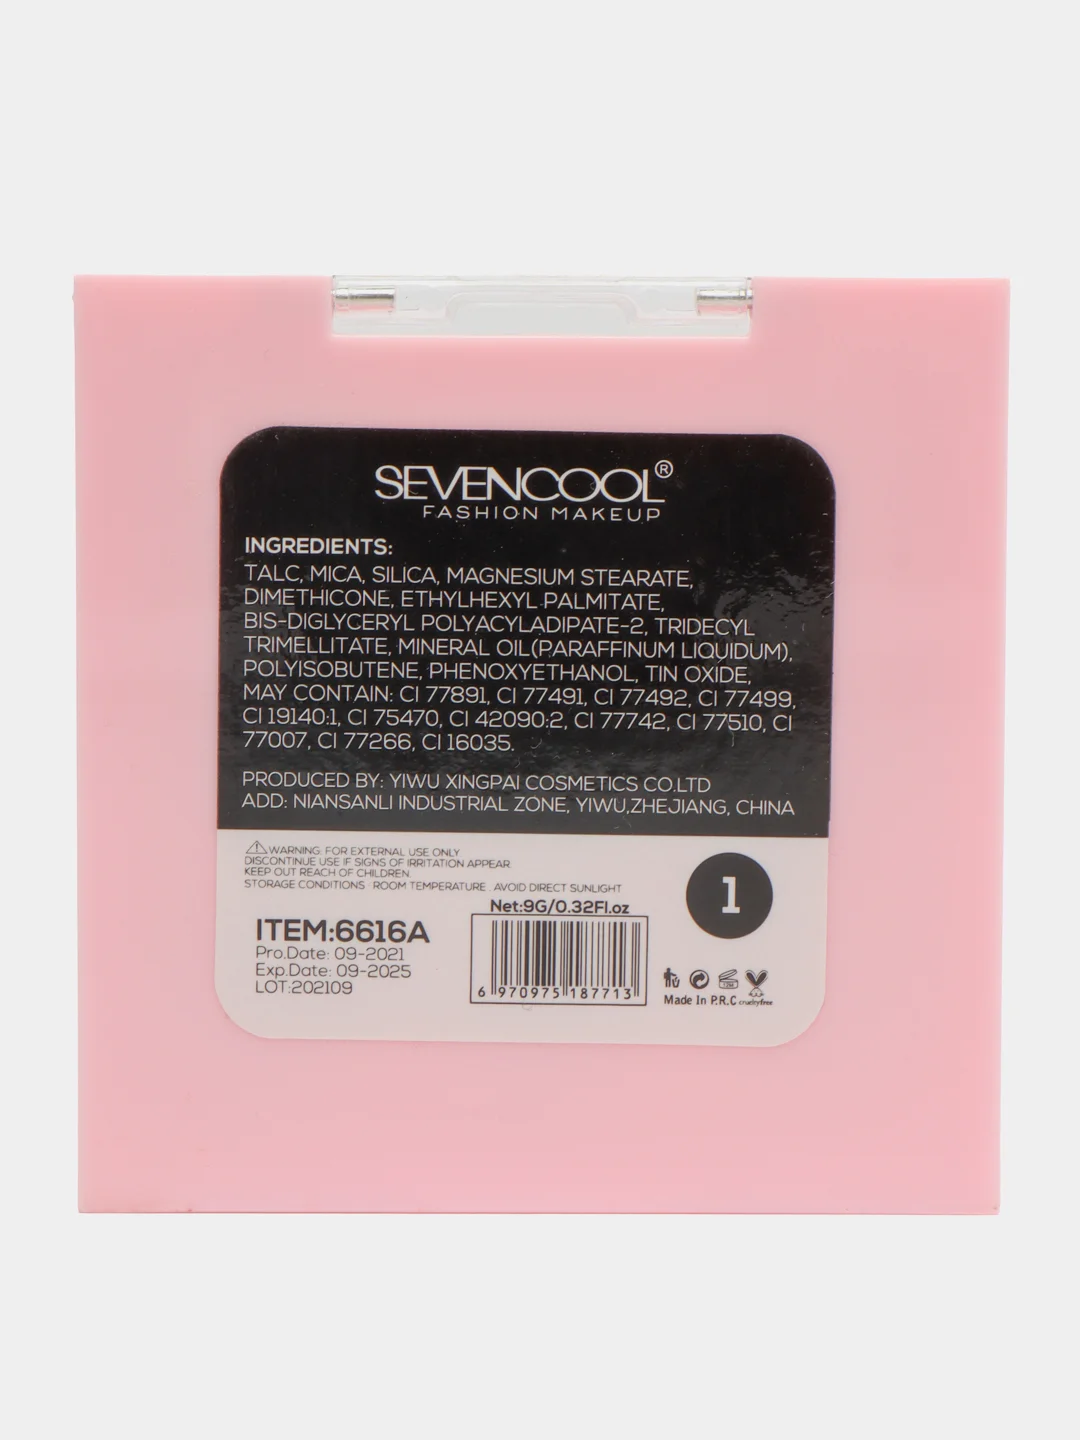 SEVENCOOL®
FASHION MAKEUP
INGREDIENTS:
TALC, MICA, SILICA, MAGNESIUM STEARATE,
DIMETHICONE, ETHYLHEXYL PALMITATE,
BIS-DIGLYCERYL POLYACYLADIPATE-2, TRIDECYL
TRIMELLITATE, MINERAL OIL(PARAFFINUM LIQUIDUM),
POLYISOBUTENE, PHENOXYETHANOL, TIN OXIDE,
MAY CONTAIN: CI 77891, CI 77491, CI 77492, CI 77499,
CI 19140:1, CI 75470, CI 42090:2, CI 77742, CI 77510, CI
77007, CI 77266, CI 16035.
PRODUCED BY: YIWU XINGPAI COSMETICS CO.LTD
ADD: NIANSANLI INDUSTRIAL ZONE, YIWU,ZHEJIANG, CHINA
WARNING: FOR EXTERNAL USE ONLY
DISCONTINUE USE IF SIGNS OF IRRITATION APPEAR.
KEEP OUT REACH OF CHILDREN.
STORAGE CONDITIONS : ROOM TEMPERATURE . AVOID DIRECT SUNLIGHT
Net:9G/0.32Fl.oz
1
ITEM:6616A
Pro.Date: 09-2021
Exp.Date: 09-2025
LOT:202109
6 970975 187713
12M
Made In P.R.C
crueltyfree